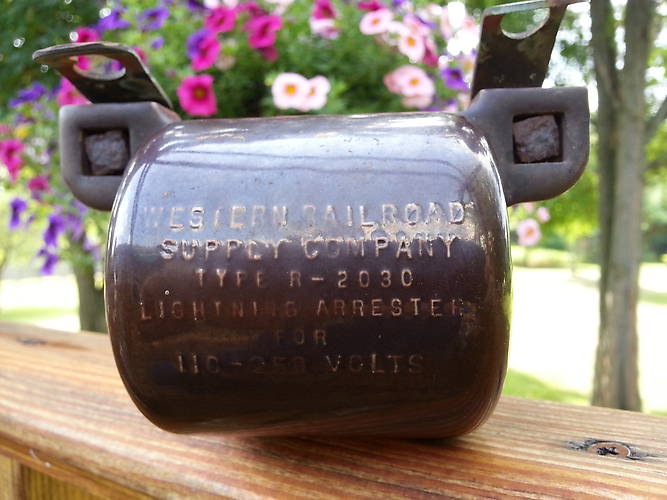 WESTERN RAILROAD
SUPPLY COMPANY
TYPE R-2030
LIGHTNING ARRESTER
FOR
110-250 VOLTS